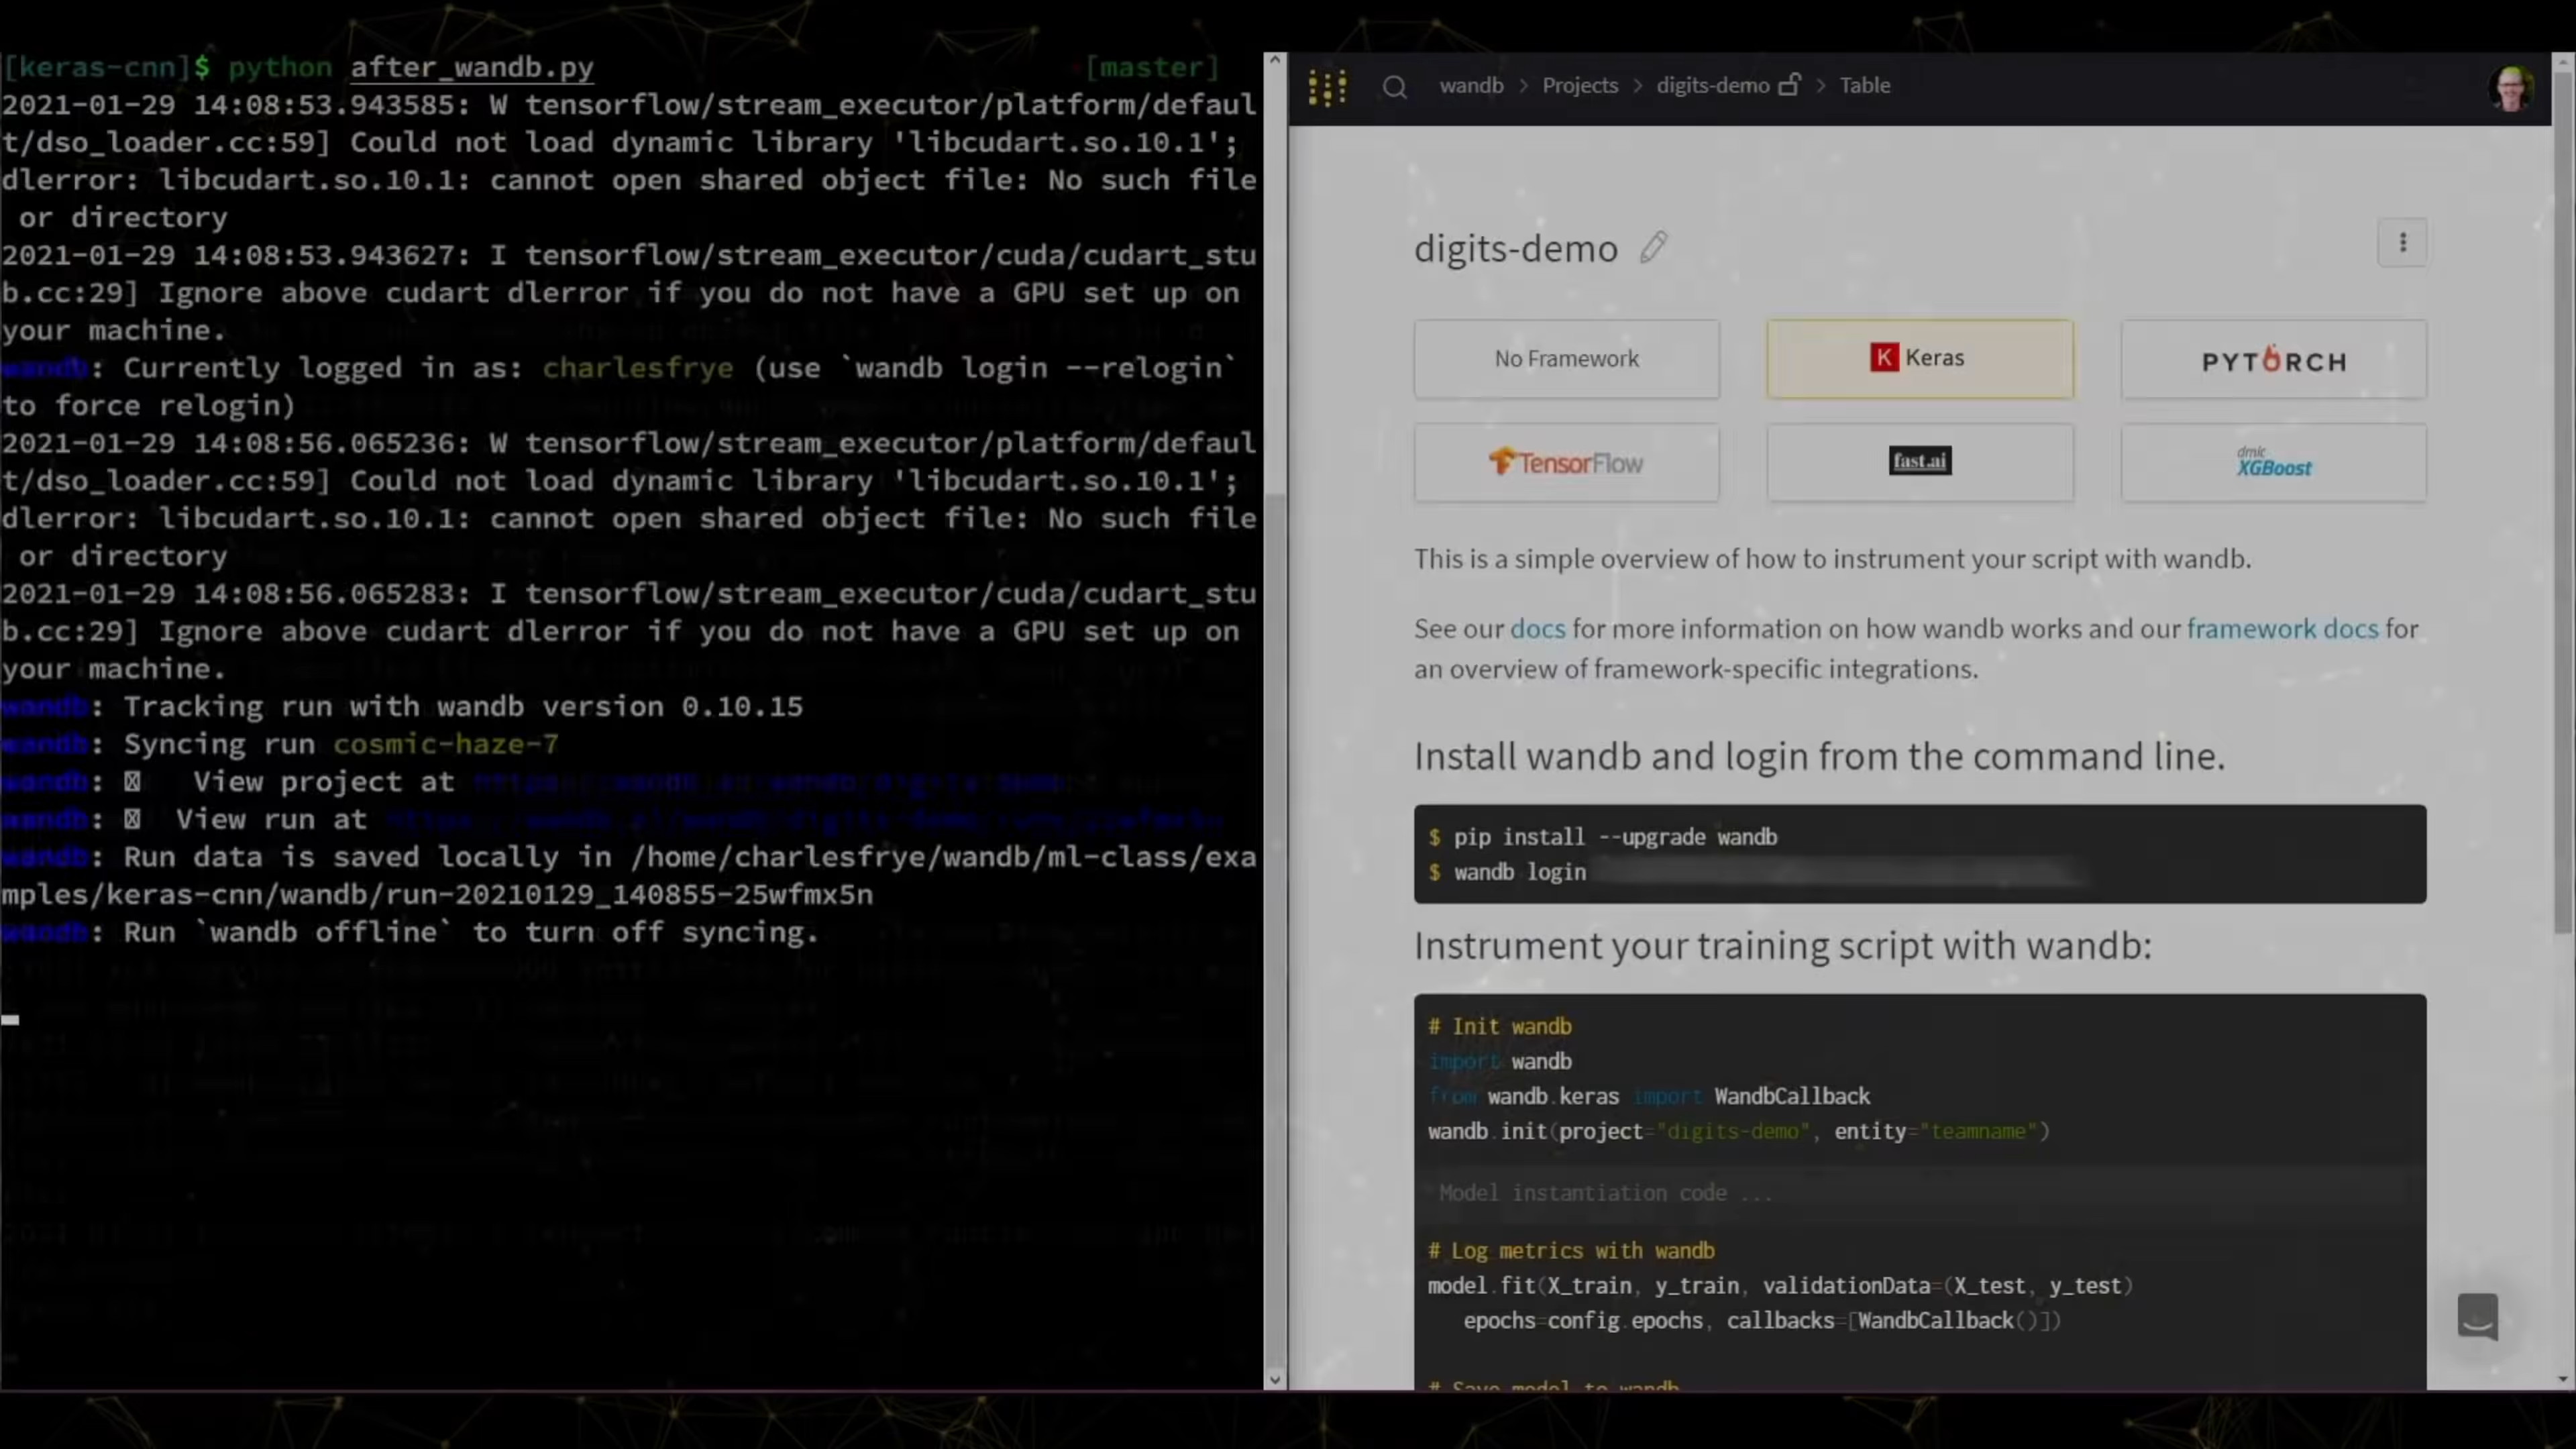 [keras-cnn]$ python after_wandb.py [master]
2021-01-29 14:08:53.943585: W tensorflow/stream_executor/platform/defaul
t/dso_loader.cc:59] Could not load dynamic library 'libcudart.so.10.1';
dlerror: libcudart.so.10.1: cannot open shared object file: No such file
or directory
2021-01-29 14:08:53.943627: I tensorflow/stream_executor/cuda/cudart_stu
b.cc:29] Ignore above cudart dlerror if you do not have a GPU set up on
your machine.
wandb: Currently logged in as: charlesfrye (use `wandb login --relogin`
to force relogin)
2021-01-29 14:08:56.065236: W tensorflow/stream_executor/platform/defaul
t/dso_loader.cc:59] Could not load dynamic library 'libcudart.so.10.1';
dlerror: libcudart.so.10.1: cannot open shared object file: No such file
or directory
2021-01-29 14:08:56.065283: I tensorflow/stream_executor/cuda/cudart_stu
b.cc:29] Ignore above cudart dlerror if you do not have a GPU set up on
your machine.
wandb: Tracking run with wandb version 0.10.15
wandb: Syncing run cosmic-haze-7
wandb: View project at
wandb: View run at
wandb: Run data is saved locally in /home/charlesfrye/wandb/ml-class/exa
mples/keras-cnn/wandb/run-20210129_140855-25wfmx5n
wandb: Run `wandb offline` to turn off syncing.
wandb > Projects > digits-demo > Table
digits-demo
No Framework
K Keras
PYTORCH
TensorFlow
fast.ai
dmlc
XGBoost
This is a simple overview of how to instrument your script with wandb.
See our docs for more information on how wandb works and our framework docs for
an overview of framework-specific integrations.
Install wandb and login from the command line.
$ pip install --upgrade wandb
$ wandb login
Instrument your training script with wandb:
# Init wandb
import wandb
from wandb.keras import WandbCallback
wandb.init(project="digits-demo", entity="teamname")
Model instantiation code ...
# Log metrics with wandb
model.fit(X_train, y_train, validationData=(X_test, y_test)
epochs=config.epochs, callbacks=[WandbCallback()])
# Save model to wandb